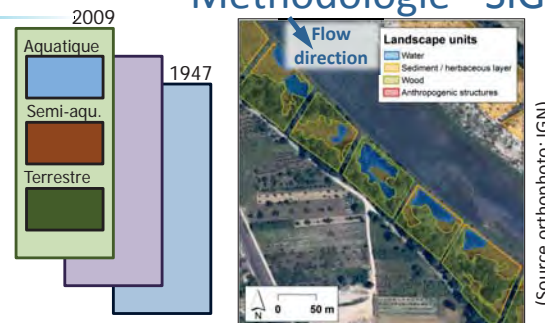 Méthodologie - SIG
2009
Aquatique
Semi-aqu.
Terrestre
1947
Flow
direction
Landscape units
Water
Sediment / herbaceous layer
Wood
Anthropogenic structures
N
0 50 m
(Source orthophoto: IGN)